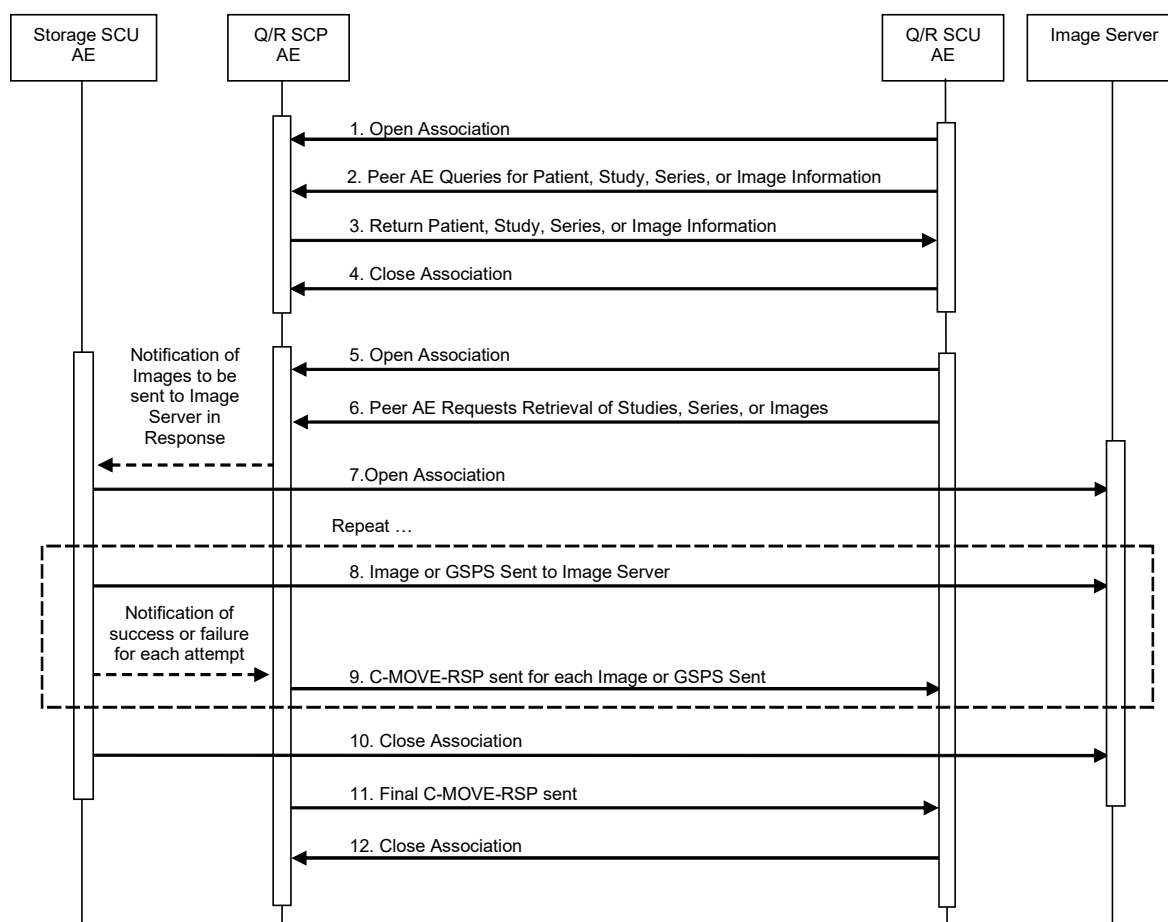 Storage SCU
AE
Q/R SCP
AE
Q/R SCU
AE
Image Server
1. Open Association
2. Peer AE Queries for Patient, Study, Series, or Image Information
3. Return Patient, Study, Series, or Image Information
4. Close Association
Notification of
Images to be
sent to Image
Server in
Response
5. Open Association
6. Peer AE Requests Retrieval of Studies, Series, or Images
7.Open Association
Repeat …
8. Image or GSPS Sent to Image Server
Notification of
success or failure
for each attempt
9. C-MOVE-RSP sent for each Image or GSPS Sent
10. Close Association
11. Final C-MOVE-RSP sent
12. Close Association